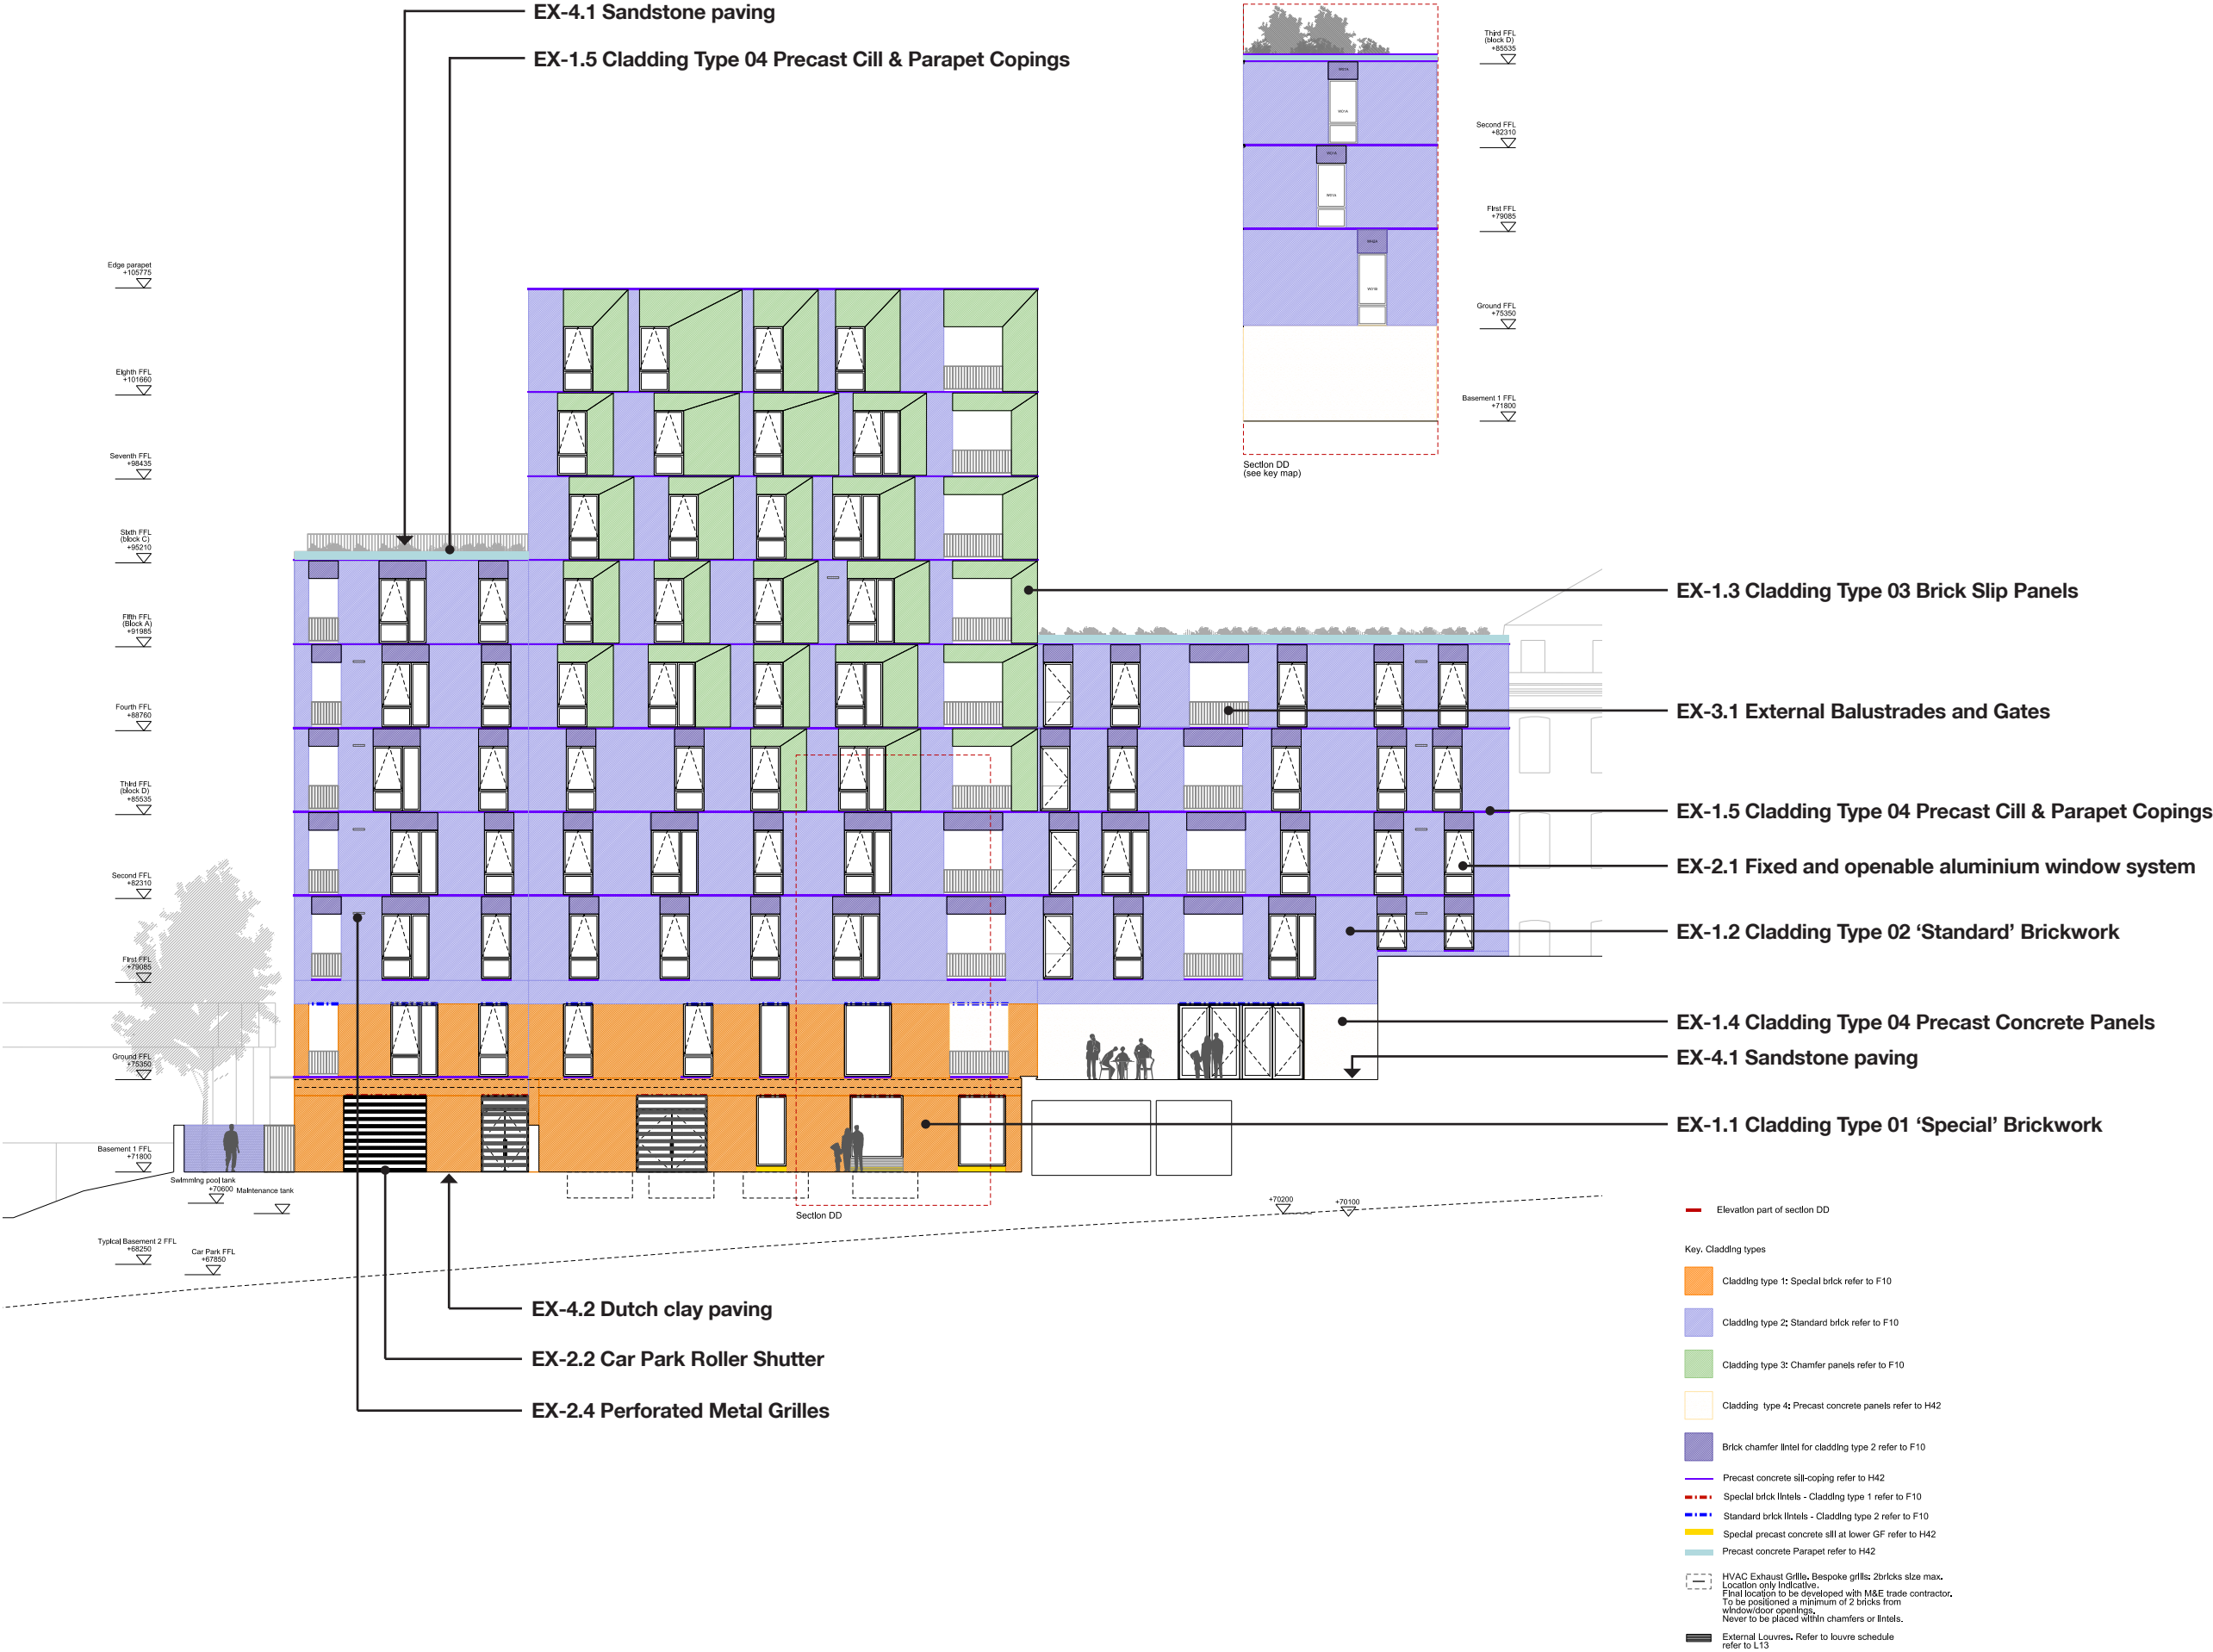 EX-4.1 Sandstone paving
EX-1.5 Cladding Type 04 Precast Cill & Parapet Copings
Third FFL
(block D)
+85535
Second FFL
+82310
First FFL
+79085
Ground FFL
+75350
Basement 1 FFL
+71800
Section DD
(see key map)
Edge parapet
+105775
Eighth FFL
+101660
Seventh FFL
+98435
Sixth FFL
(block C)
+95210
Fifth FFL
(Block A)
+91985
Fourth FFL
+88760
Third FFL
(block D)
+85535
Second FFL
+82310
First FFL
+79085
Ground FFL
+75350
Basement 1 FFL
+71800
Swimming pool tank
+70600
Maintenance tank
Typical Basement 2 FFL
+68250
Car Park FFL
+67850
Section DD
+70200
+70100
EX-1.3 Cladding Type 03 Brick Slip Panels
EX-3.1 External Balustrades and Gates
EX-1.5 Cladding Type 04 Precast Cill & Parapet Copings
EX-2.1 Fixed and openable aluminium window system
EX-1.2 Cladding Type 02 ‘Standard’ Brickwork
EX-1.4 Cladding Type 04 Precast Concrete Panels
EX-4.1 Sandstone paving
EX-1.1 Cladding Type 01 ‘Special’ Brickwork
EX-4.2 Dutch clay paving
EX-2.2 Car Park Roller Shutter
EX-2.4 Perforated Metal Grilles
Elevation part of section DD
Key. Cladding types
Cladding type 1: Special brick refer to F10
Cladding type 2: Standard brick refer to F10
Cladding type 3: Chamfer panels refer to F10
Cladding type 4: Precast concrete panels refer to H42
Brick chamfer lintel for cladding type 2 refer to F10
Precast concrete sill-coping refer to H42
Special brick lintels - Cladding type 1 refer to F10
Standard brick lintels - Cladding type 2 refer to F10
Special precast concrete sill at lower GF refer to H42
Precast concrete Parapet refer to H42
HVAC Exhaust Grille. Bespoke grills: 2bricks size max.
Location only indicative.
Final location to be developed with M&E trade contractor.
To be positioned a minimum of 2 bricks from
window/door openings.
Never to be placed within chamfers or lintels.
External Louvres. Refer to louvre schedule
refer to L13